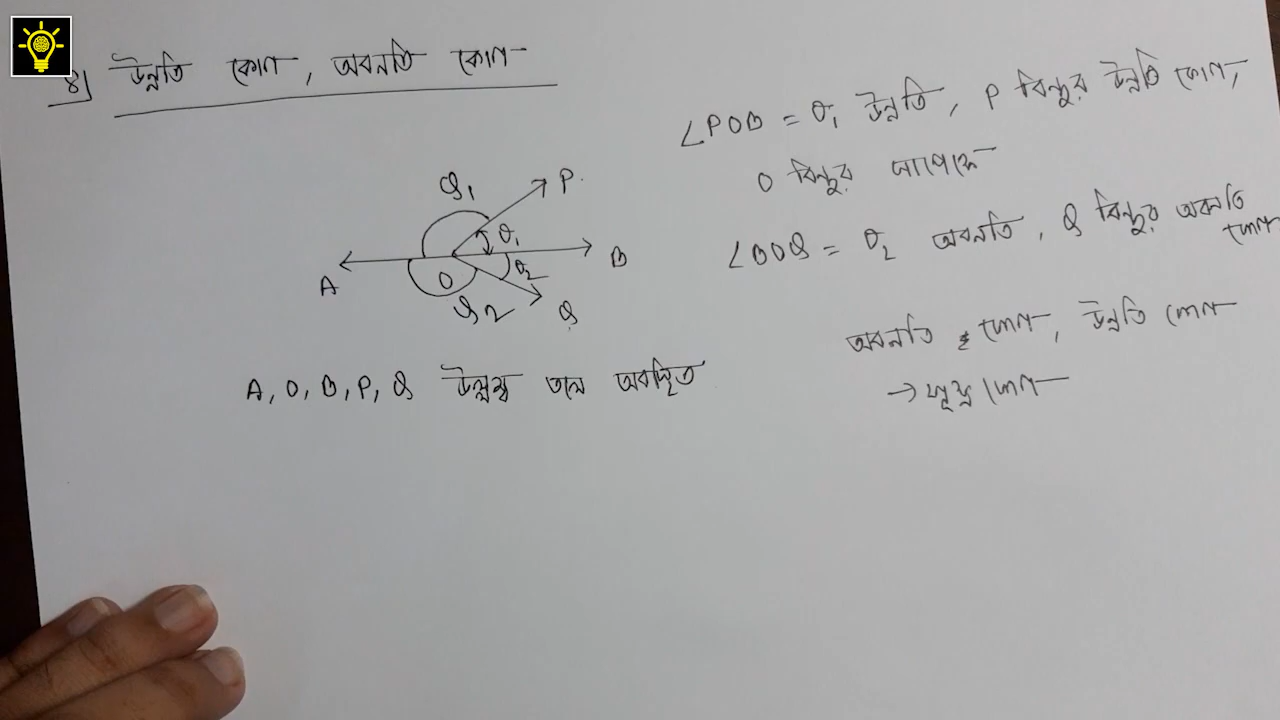 ৪) উন্নতি কোণ, অবনতি কোণ
∠POB = θ₁ উন্নতি, P বিন্দুর উন্নতি কোণ,
O বিন্দুর সাপেক্ষে
∠BOQ = θ₂ অবনতি, Q বিন্দুর অবনতি
কোণ
অবনতি কোণ, উন্নতি কোণ
→ সূক্ষ্ম কোণ
P
θ₁
A
O
B
θ₂
Q
A, O, B, P, Q উল্লম্ব তলে অবস্থিত